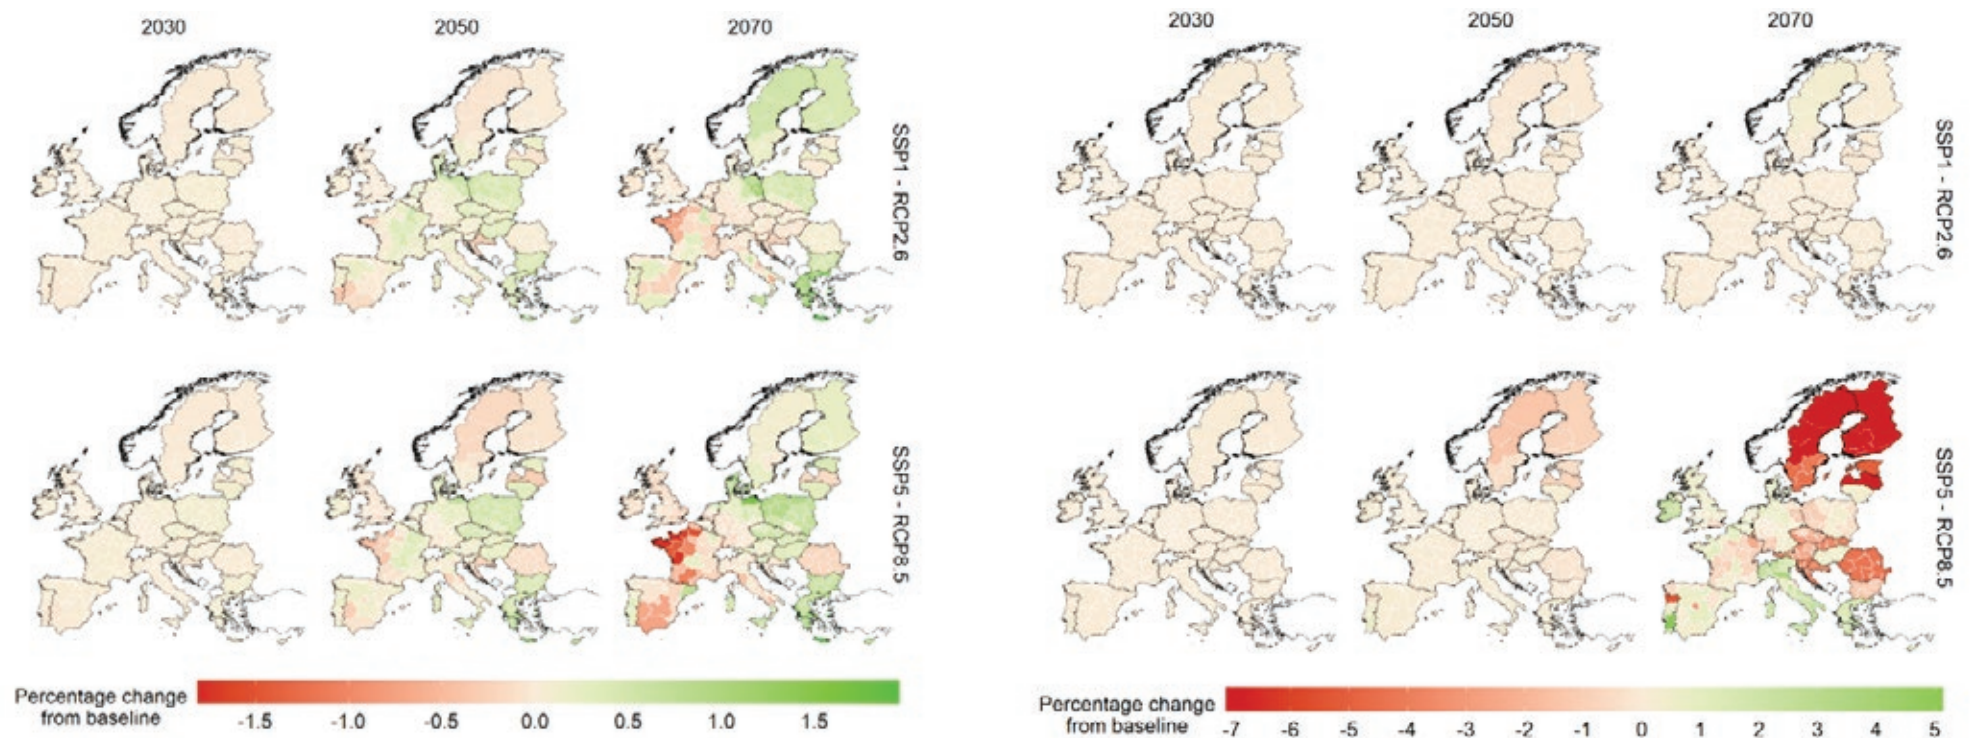 2030 2050 2070
SSP1 - RCP2.6
SSP5 - RCP8.5
Percentage change
from baseline
-1.5 -1.0 -0.5 0.0 0.5 1.0 1.5
2030 2050 2070
SSP1 - RCP2.6
SSP5 - RCP8.5
Percentage change
from baseline
-7 -6 -5 -4 -3 -2 -1 0 1 2 3 4 5